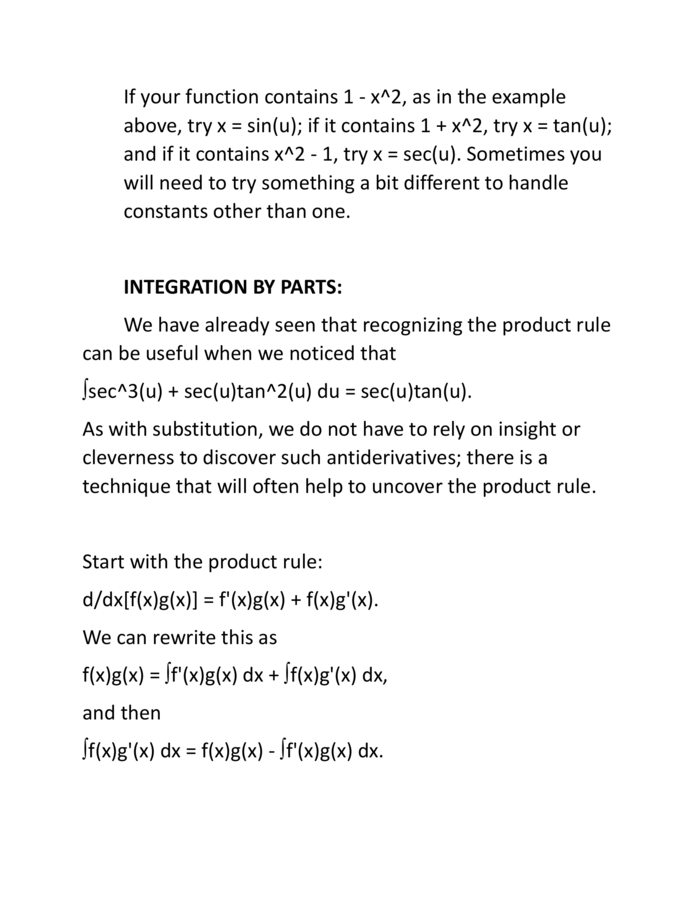 If your function contains 1 - x^2, as in the example
above, try x = sin(u); if it contains 1 + x^2, try x = tan(u);
and if it contains x^2 - 1, try x = sec(u). Sometimes you
will need to try something a bit different to handle
constants other than one.
INTEGRATION BY PARTS:
We have already seen that recognizing the product rule
can be useful when we noticed that
∫sec^3(u) + sec(u)tan^2(u) du = sec(u)tan(u).
As with substitution, we do not have to rely on insight or
cleverness to discover such antiderivatives; there is a
technique that will often help to uncover the product rule.
Start with the product rule:
d/dx[f(x)g(x)] = f'(x)g(x) + f(x)g'(x).
We can rewrite this as
f(x)g(x) = ∫f'(x)g(x) dx + ∫f(x)g'(x) dx,
and then
∫f(x)g'(x) dx = f(x)g(x) - ∫f'(x)g(x) dx.